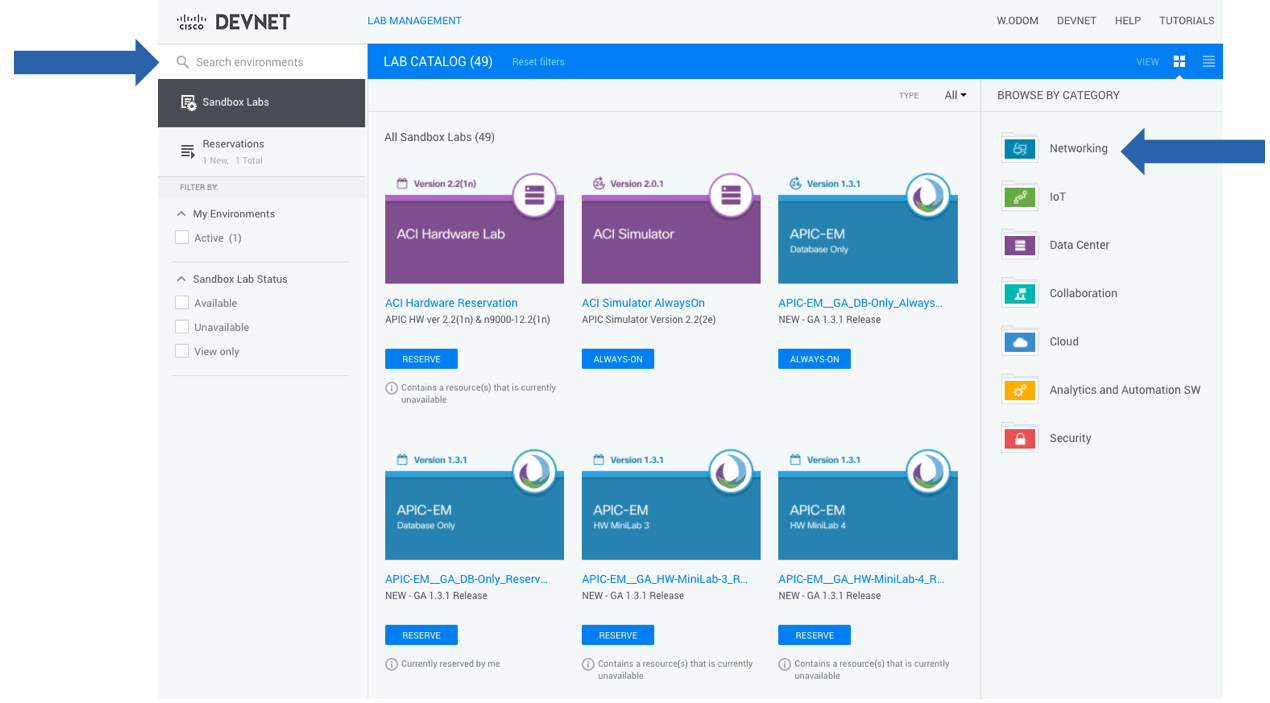 CISCO DEVNET
LAB MANAGEMENT
W.ODOM DEVNET HELP TUTORIALS
Search environments
LAB CATALOG (49) Reset filters
VIEW
Sandbox Labs
Reservations
1 New, 1 Total
FILTER BY:
My Environments
Active (1)
Sandbox Lab Status
Available
Unavailable
View only
TYPE All
All Sandbox Labs (49)
Version 2.2(1n)
ACI Hardware Lab
ACI Hardware Reservation
APIC HW ver 2.2(1n) & n9000-12.2(1n)
RESERVE
Contains a resource(s) that is currently
unavailable
Version 2.0.1
ACI Simulator
ACI Simulator AlwaysOn
APIC Simulator Version 2.2(2e)
ALWAYS-ON
Version 1.3.1
APIC-EM
Database Only
APIC-EM__GA_DB-Only_Always...
NEW - GA 1.3.1 Release
ALWAYS-ON
Version 1.3.1
APIC-EM
Database Only
APIC-EM__GA_DB-Only_Reserv...
NEW - GA 1.3.1 Release
RESERVE
Currently reserved by me
Version 1.3.1
APIC-EM
HW MiniLab 3
APIC-EM__GA_HW-MiniLab-3_R...
NEW - GA 1.3.1 Release
RESERVE
Contains a resource(s) that is currently
unavailable
Version 1.3.1
APIC-EM
HW MiniLab 4
APIC-EM__GA_HW-MiniLab-4_R...
NEW - GA 1.3.1 Release
RESERVE
Contains a resource(s) that is currently
unavailable
BROWSE BY CATEGORY
Networking
IoT
Data Center
Collaboration
Cloud
Analytics and Automation SW
Security